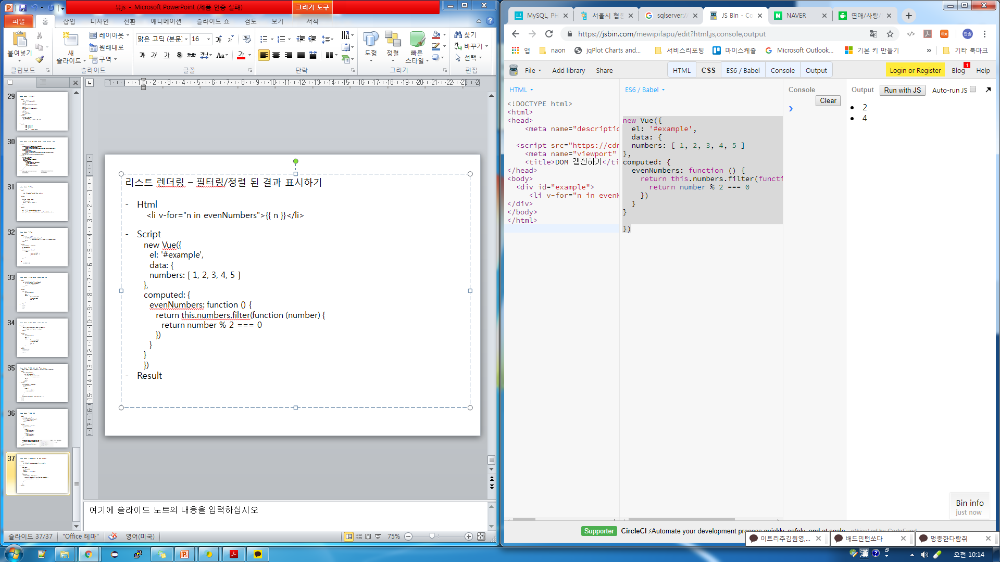 뷰js - Microsoft PowerPoint (제품 인증 실패)
그리기 도구
파일 홈 삽입 디자인 전환 애니메이션 슬라이드 쇼 검토 보기 서식
붙여넣기
새 슬라이드
레이아웃
원래대로
구역
맑은 고딕 (본문) 16
도형
정렬
빠른 스타일
찾기
바꾸기
선택
클립보드 슬라이드 글꼴 단락 그리기 편집
29
30
31
32
33
34
35
36
37
리스트 렌더링 – 필터링/정렬 된 결과 표시하기
- Html
<li v-for="n in evenNumbers">{{ n }}</li>
- Script
new Vue({
el: '#example',
data: {
numbers: [ 1, 2, 3, 4, 5 ]
},
computed: {
evenNumbers: function () {
return this.numbers.filter(function (number) {
return number % 2 === 0
})
}
}
})
- Result
여기에 슬라이드 노트의 내용을 입력하십시오
슬라이드 37/37 "Office 테마" 영어(미국) 75%
MySQL, PH
서울시 협동
sqlserver://
JS Bin - Co
NAVER
연애/사랑/
https://jsbin.com/mewipifapu/edit?html,js,console,output
한솔
앱 naon jqPlot Charts and... 서비스리포팅 마이스케쥴 Microsoft Outlook... 기본 키 만들기 » 기타 북마크
File Add library Share HTML CSS ES6 / Babel Console Output Login or Register Blog 1 Help
HTML
<!DOCTYPE html>
<html>
<head>
<meta name="descriptio
<script src="https://cdn
<meta name="viewport"
<title>DOM 갱신하기</ti
</head>
<body>
<div id="example">
<li v-for="n in evenN
</div>
</body>
</html>
ES6 / Babel
new Vue({
el: '#example',
data: {
numbers: [ 1, 2, 3, 4, 5 ]
},
computed: {
evenNumbers: function () {
return this.numbers.filter(functi
return number % 2 === 0
})
}
}
})
Console
Clear
Output Run with JS Auto-run JS
2
4
Bin info
just now
Supporter CircleCI ⚡Automate your development process quickly, safely, and at scale. ethical ad by CodeFund
이트리주김원영,...
배드민턴쏘다
멍충한다람쥐
漢
오전 10:14